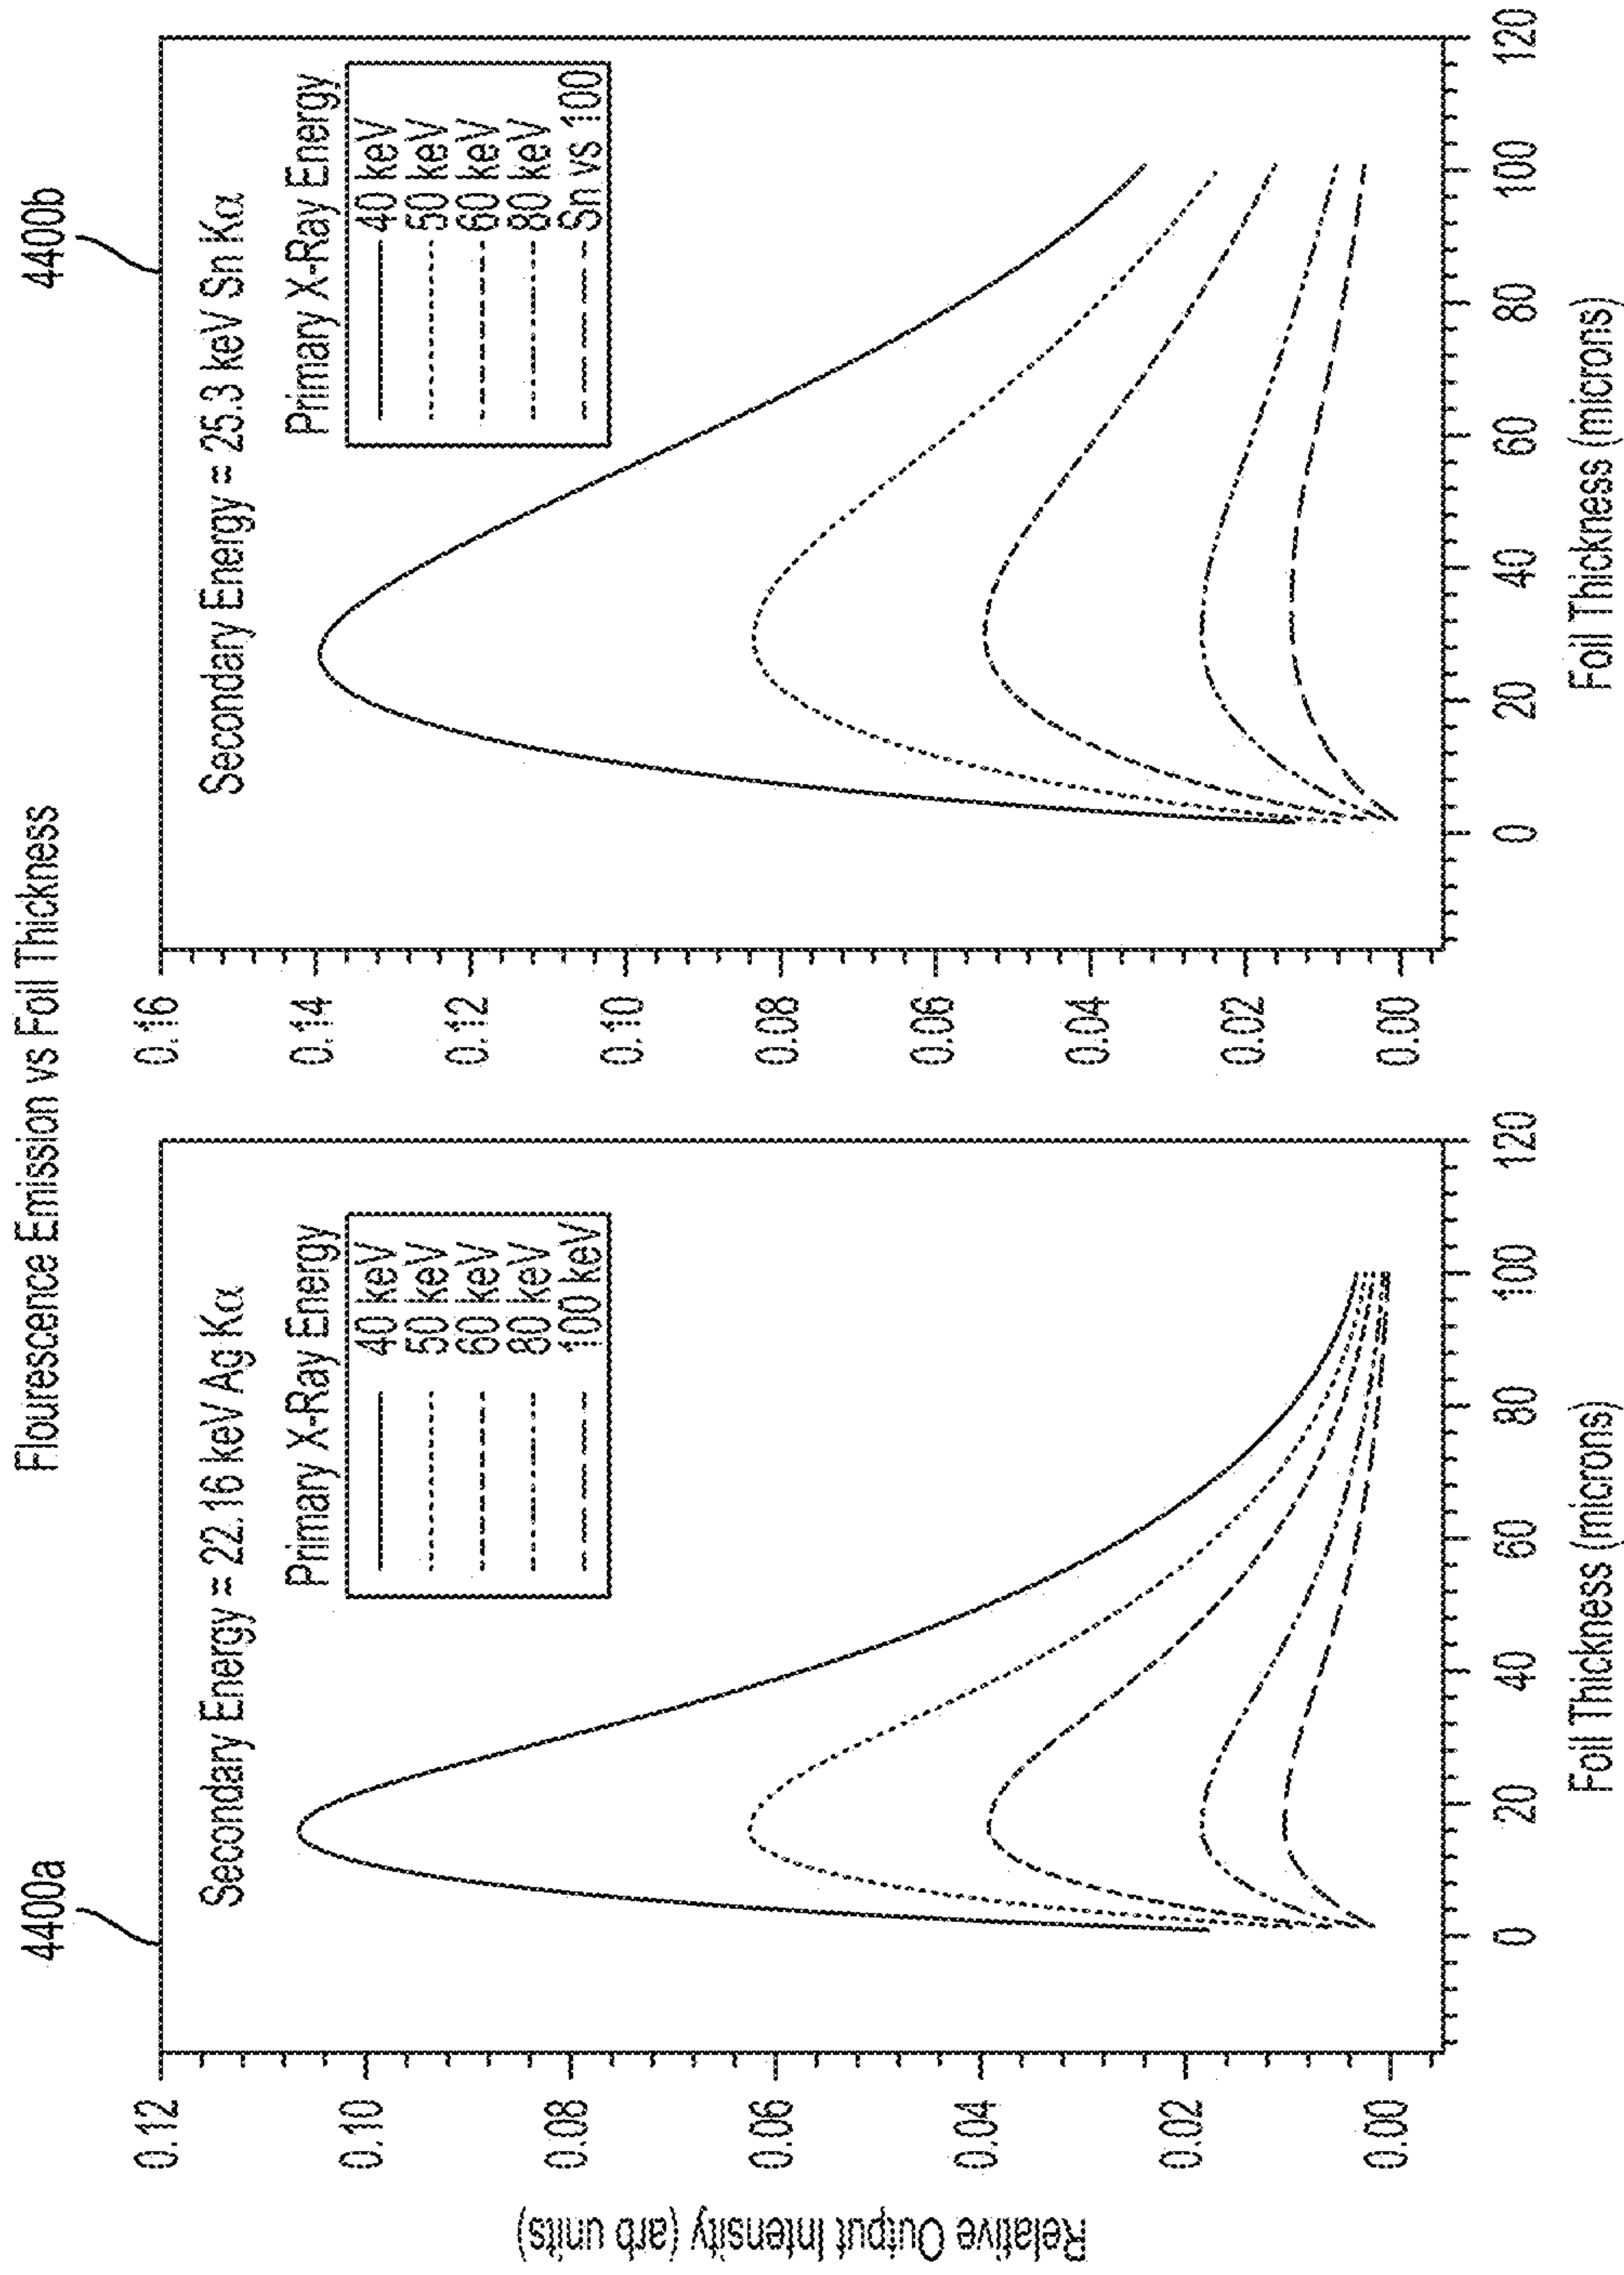 Flourescence Emission vs Foil Thickness
4400a
Secondary Energy = 22.16 keV Ag Kα
Primary X-Ray Energy
40 keV
50 keV
60 keV
80 keV
100 keV
0.12
0.10
0.08
0.06
0.04
0.02
0.00
Relative Output Intensity (arb units)
0
20
40
60
80
100
120
Foil Thickness (microns)
4400b
Secondary Energy = 25.3 keV Sn Kα
Primary X-Ray Energy
40 keV
50 keV
60 keV
80 keV
Sn vs 100
0.16
0.14
0.12
0.10
0.08
0.06
0.04
0.02
0.00
0
20
40
60
80
100
120
Foil Thickness (microns)